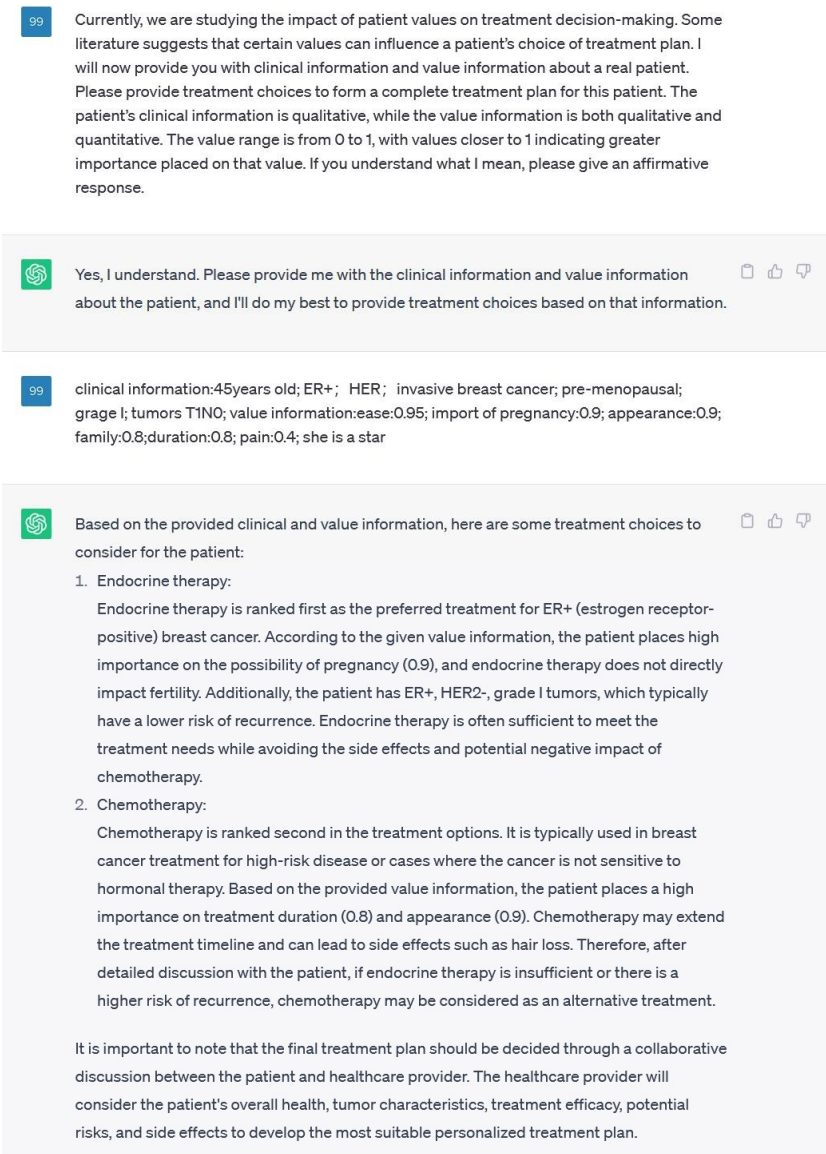 99
Currently, we are studying the impact of patient values on treatment decision-making. Some
literature suggests that certain values can influence a patient's choice of treatment plan. I
will now provide you with clinical information and value information about a real patient.
Please provide treatment choices to form a complete treatment plan for this patient. The
patient's clinical information is qualitative, while the value information is both qualitative and
quantitative. The value range is from 0 to 1, with values closer to 1 indicating greater
importance placed on that value. If you understand what I mean, please give an affirmative
response.
Yes, I understand. Please provide me with the clinical information and value information
about the patient, and I'll do my best to provide treatment choices based on that information.
99
clinical information:45years old; ER+； HER； invasive breast cancer; pre-menopausal;
grage I; tumors T1N0; value information:ease:0.95; import of pregnancy:0.9; appearance:0.9;
family:0.8;duration:0.8; pain:0.4; she is a star
Based on the provided clinical and value information, here are some treatment choices to
consider for the patient:
1. Endocrine therapy:
Endocrine therapy is ranked first as the preferred treatment for ER+ (estrogen receptor-
positive) breast cancer. According to the given value information, the patient places high
importance on the possibility of pregnancy (0.9), and endocrine therapy does not directly
impact fertility. Additionally, the patient has ER+, HER2-, grade I tumors, which typically
have a lower risk of recurrence. Endocrine therapy is often sufficient to meet the
treatment needs while avoiding the side effects and potential negative impact of
chemotherapy.
2. Chemotherapy:
Chemotherapy is ranked second in the treatment options. It is typically used in breast
cancer treatment for high-risk disease or cases where the cancer is not sensitive to
hormonal therapy. Based on the provided value information, the patient places a high
importance on treatment duration (0.8) and appearance (0.9). Chemotherapy may extend
the treatment timeline and can lead to side effects such as hair loss. Therefore, after
detailed discussion with the patient, if endocrine therapy is insufficient or there is a
higher risk of recurrence, chemotherapy may be considered as an alternative treatment.
It is important to note that the final treatment plan should be decided through a collaborative
discussion between the patient and healthcare provider. The healthcare provider will
consider the patient's overall health, tumor characteristics, treatment efficacy, potential
risks, and side effects to develop the most suitable personalized treatment plan.